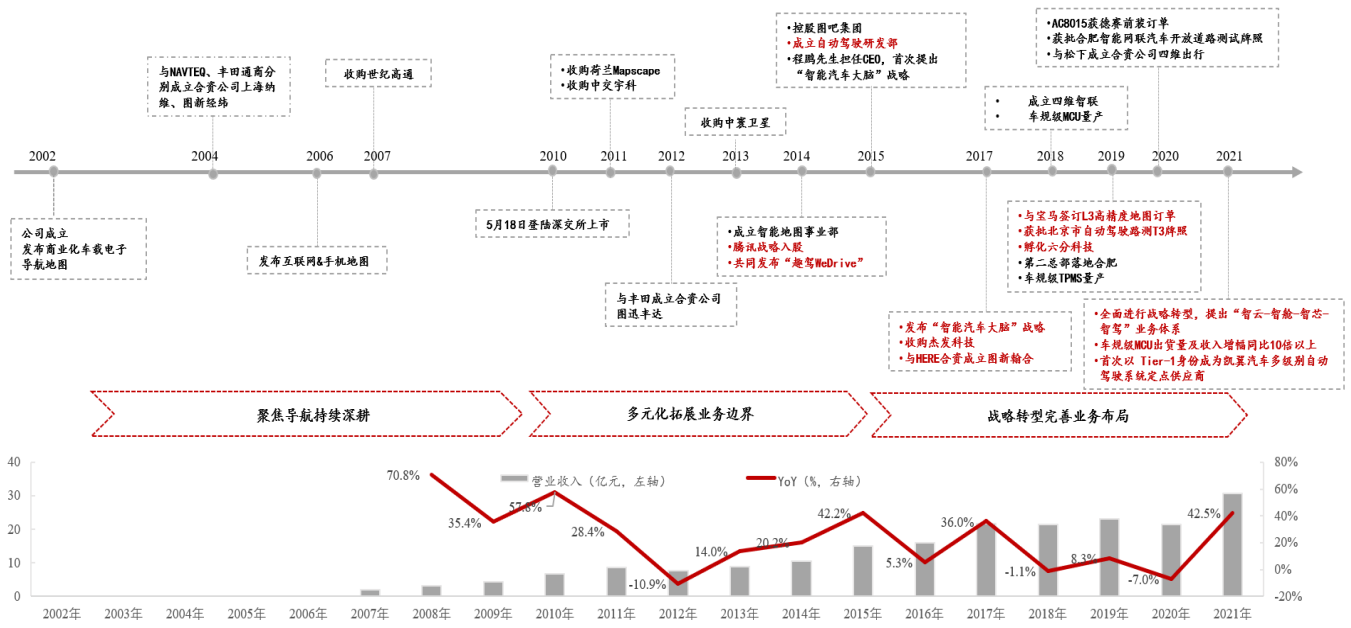 与NAVTEQ、丰田通商分
别成立合资公司上海纳
维、图新经纬
收购世纪高通
•收购荷兰Mapscape
•收购中交宇科
收购中寰卫星
•控股图吧集团
•成立自动驾驶研发部
•程鹏先生担任CEO，首次提出
“智能汽车大脑”战略
• 成立四维智联
• 车规级MCU量产
•AC8015获德赛前装订单
•获批合肥智能网联汽车开放道路测试牌照
•与松下成立合资公司四维出行
2002 2004 2006 2007 2010 2011 2012 2013 2014 2015 2017 2018 2019 2020 2021
公司成立
发布商业化车载电子
导航地图
发布互联网&手机地图
5月18日登陆深交所上市
与丰田成立合资公司
图迅丰达
•成立智能地图事业部
•腾讯战略入股
•共同发布“趣驾WeDrive”
•发布“智能汽车大脑”战略
•收购杰发科技
•与HERE合资成立图新瀚和
•与宝马签订L3高精度地图订单
•获批北京市自动驾驶路测T3牌照
•孵化六分科技
•第二总部落地合肥
•车规级TPMS量产
•全面进行战略转型，提出“智云-智舱-智芯-
智驾”业务体系
•车规级MCU出货量及收入增幅同比10倍以上
•首次以 Tier-1身份成为凯翼汽车多级别自动
驾驶系统定点供应商
聚焦导航持续深耕
多元化拓展业务边界
战略转型完善业务布局
营业收入（亿元，左轴）
YoY（%，右轴）
40
30
20
10
0
70.8%
35.4%
57.8%
28.4%
-10.9%
14.0%
20.2%
42.2%
5.3%
36.0%
-1.1%
8.3%
-7.0%
42.5%
80%
60%
40%
20%
0%
-20%
2002年 2003年 2004年 2005年 2006年 2007年 2008年 2009年 2010年 2011年 2012年 2013年 2014年 2015年 2016年 2017年 2018年 2019年 2020年 2021年